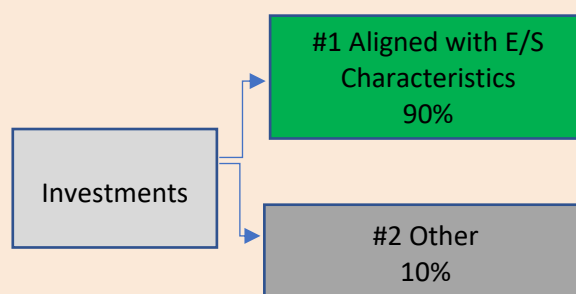 #1 Aligned with E/S
Characteristics
90%
Investments
#2 Other
10%